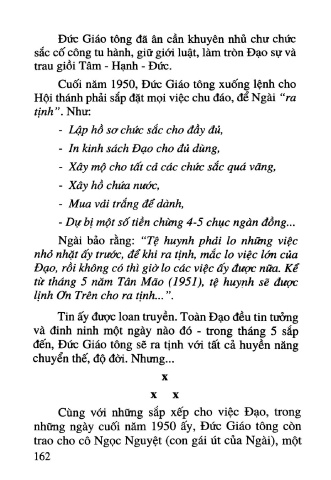 Đức Giáo tông đã ân cần khuyên nhủ chư chức
sắc cố công tu hành, giữ giới luật, làm tròn Đạo sự và
trau giồi Tâm - Hạnh - Đức.
Cuối năm 1950, Đức Giáo tông xuống lệnh cho
Hội thánh phải sắp đặt mọi việc chu đáo, để Ngài “ra
tịnh”. Như:
- Lập hồ sơ chức sắc cho đầy đủ,
- In kinh sách Đạo cho đủ dùng,
- Xây mộ cho tất cả các chức sắc quá vãng,
- Xây hồ chứa nước,
- Mua vải trắng để dành,
- Dự bị một số tiền chừng 4-5 chục ngàn đồng...
Ngài bảo rằng: “Tệ huynh phải lo những việc
nhỏ nhặt ấy trước, để khi ra tịnh, mắc lo việc lớn của
Đạo, rồi không có thì giờ lo các việc ấy được nữa. Kể
từ tháng 5 năm Tân Mão (1951), tệ huynh sẽ được
lịnh Ơn Trên cho ra tịnh...”.
Tin ấy được loan truyền. Toàn Đạo đều tin tưởng
và đinh ninh một ngày nào đó - trong tháng 5 sắp
đến, Đức Giáo tông sẽ ra tịnh với tất cả huyền năng
chuyển thế, độ đời. Nhưng...
x
x x
Cùng với những sắp xếp cho việc Đạo, trong
những ngày cuối năm 1950 ấy, Đức Giáo tông còn
trao cho cô Ngọc Nguyệt (con gái út của Ngài), một
162